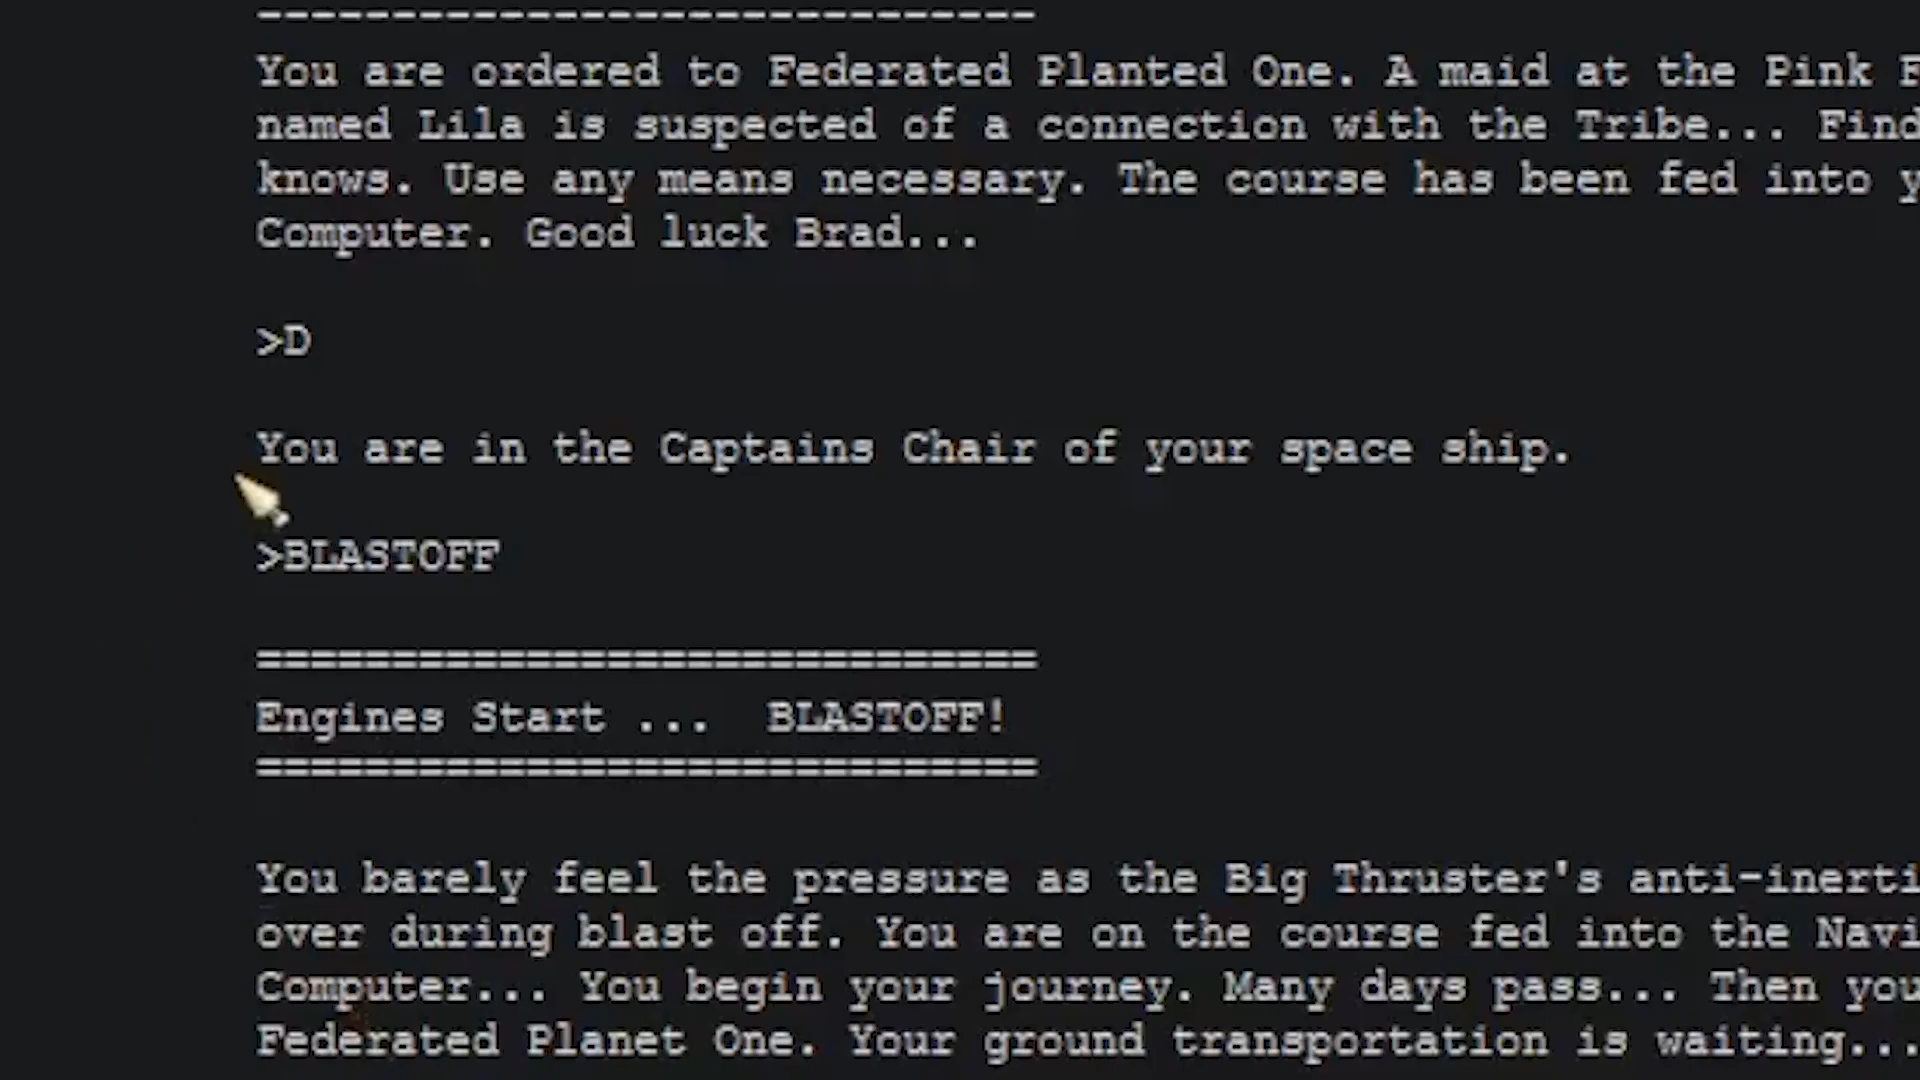 ------------------------------
You are ordered to Federated Planted One. A maid at the Pink
named Lila is suspected of a connection with the Tribe... Find
knows. Use any means necessary. The course has been fed into
Computer. Good luck Brad...
>D
You are in the Captains Chair of your space ship.
>BLASTOFF
=============================
Engines Start ...  BLASTOFF!
=============================
You barely feel the pressure as the Big Thruster's anti-inerti
over during blast off. You are on the course fed into the Navi
Computer... You begin your journey. Many days pass... Then you
Federated Planet One. Your ground transportation is waiting...